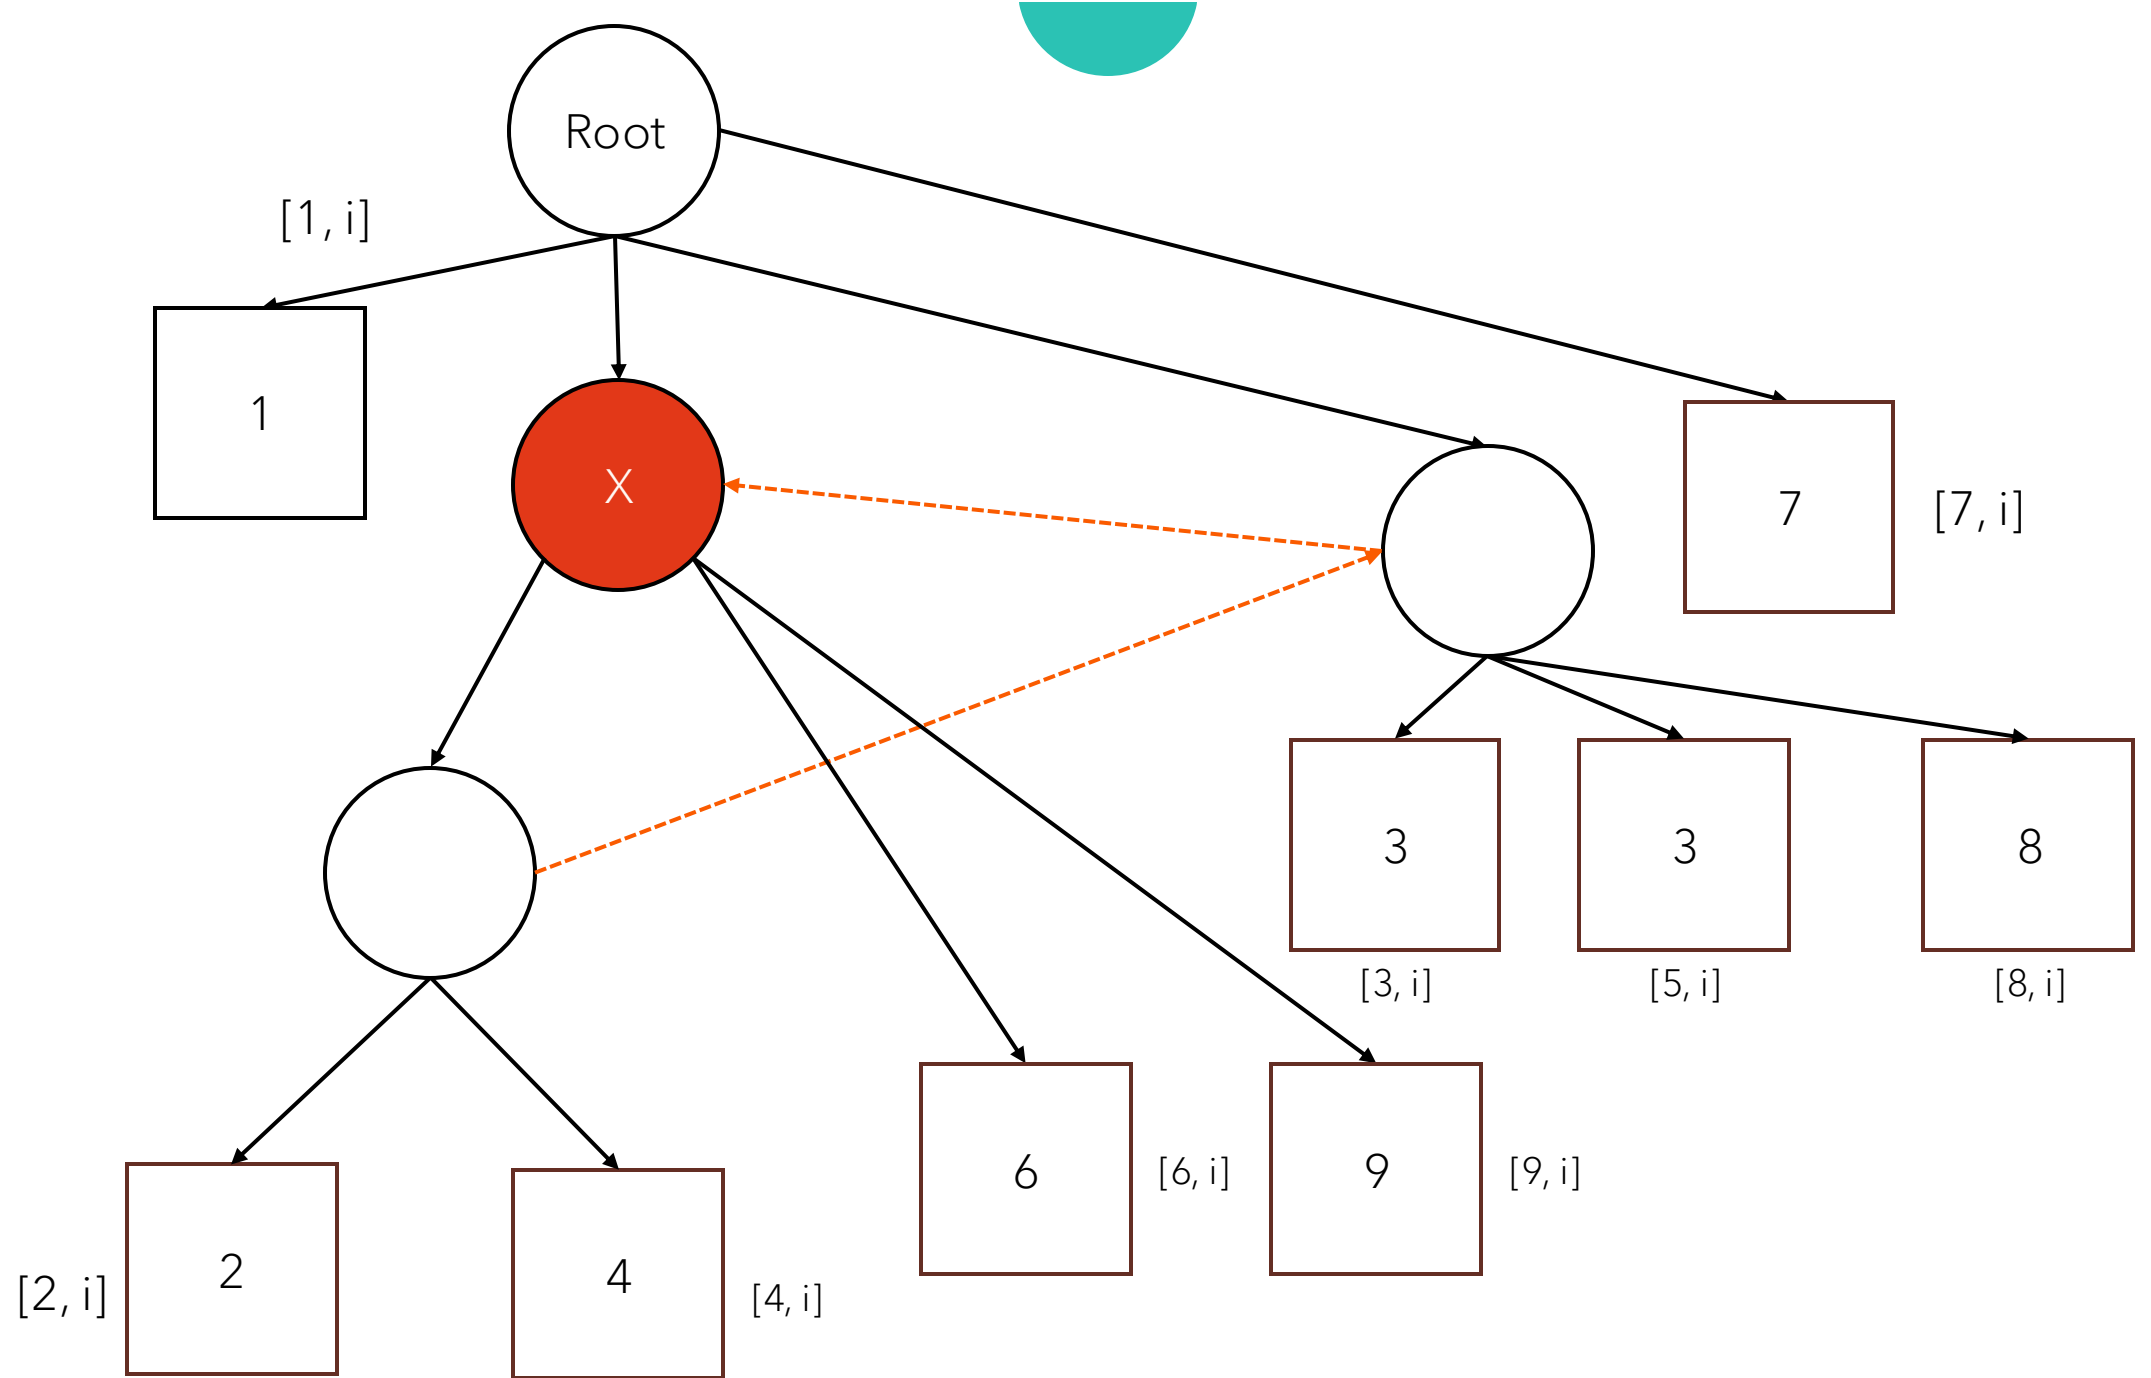 Root
[1, i]
1
X
7
[7, i]
3
3
8
[3, i]
[5, i]
[8, i]
6
[6, i]
9
[9, i]
2
[2, i]
4
[4, i]